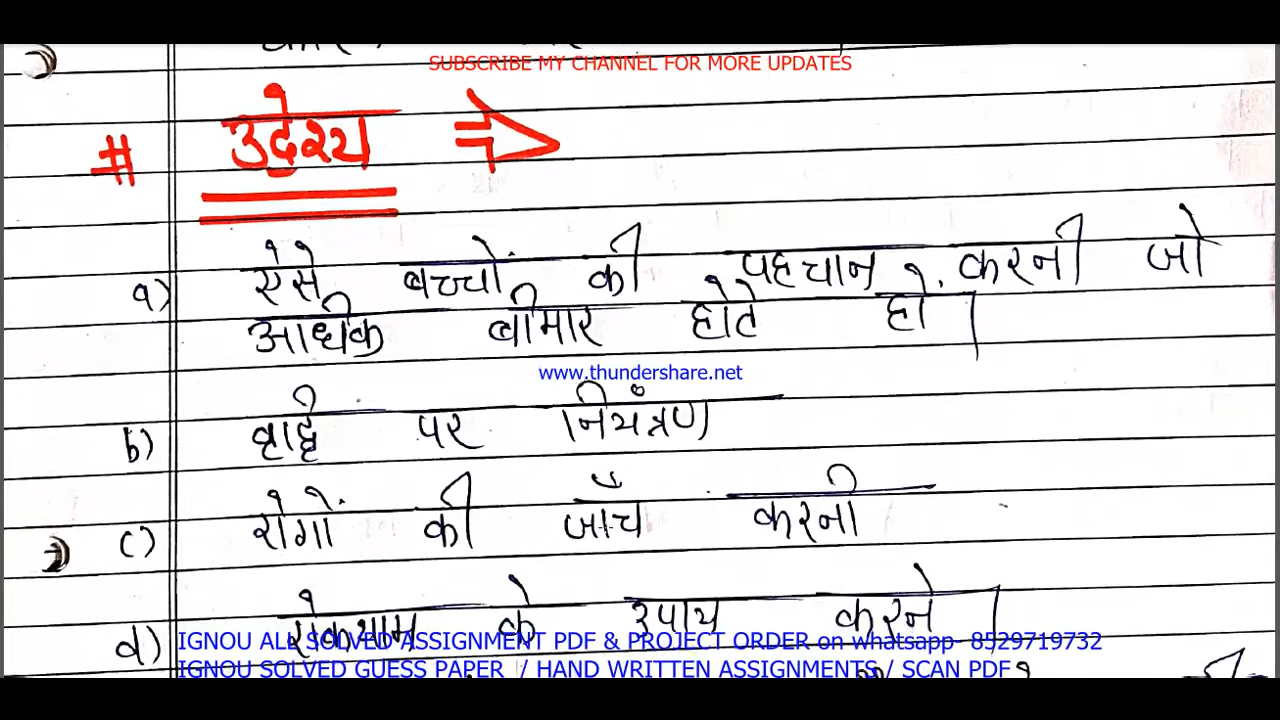 SUBSCRIBE MY CHANNEL FOR MORE UPDATES
# उद्देश्य ⇒
a) ऐसे बच्चों की पहचान करनी जो
अधिक बीमार होते हों।
www.thundershare.net
b) वृद्धि पर नियंत्रण
c) रोगों की जाँच करनी
d) रोकथाम के उपाय करने।
IGNOU ALL SOLVED ASSIGNMENT PDF & PROJECT ORDER on whatsapp- 8529719732
IGNOU SOLVED GUESS PAPER / HAND WRITTEN ASSIGNMENTS / SCAN PDF